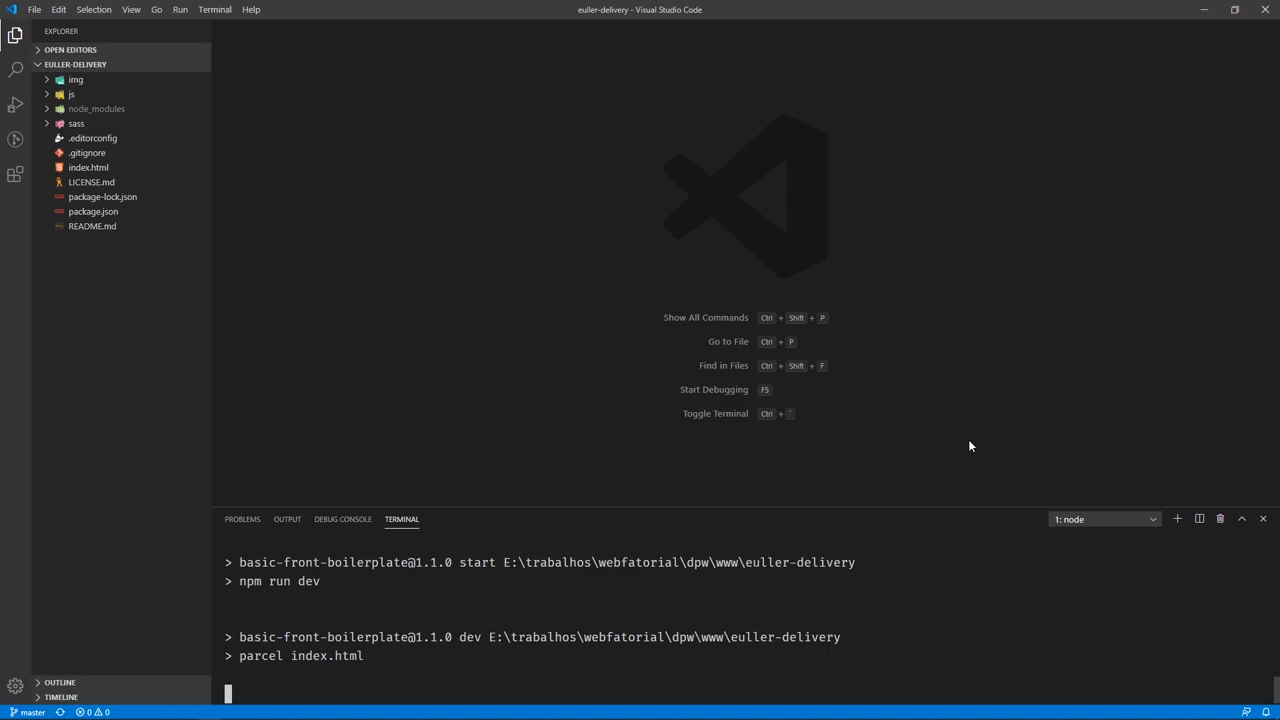 File Edit Selection View Go Run Terminal Help
euller-delivery - Visual Studio Code
EXPLORER
OPEN EDITORS
EULLER-DELIVERY
img
js
node_modules
sass
.editorconfig
.gitignore
index.html
LICENSE.md
package-lock.json
package.json
README.md
OUTLINE
TIMELINE
Show All Commands Ctrl + Shift + P
Go to File Ctrl + P
Find in Files Ctrl + Shift + F
Start Debugging F5
Toggle Terminal Ctrl + `
PROBLEMS OUTPUT DEBUG CONSOLE TERMINAL
1: node
> basic-front-boilerplate@1.1.0 start E:\trabalhos\webfatorial\dpw\www\euller-delivery
> npm run dev
> basic-front-boilerplate@1.1.0 dev E:\trabalhos\webfatorial\dpw\www\euller-delivery
> parcel index.html
master 0 0